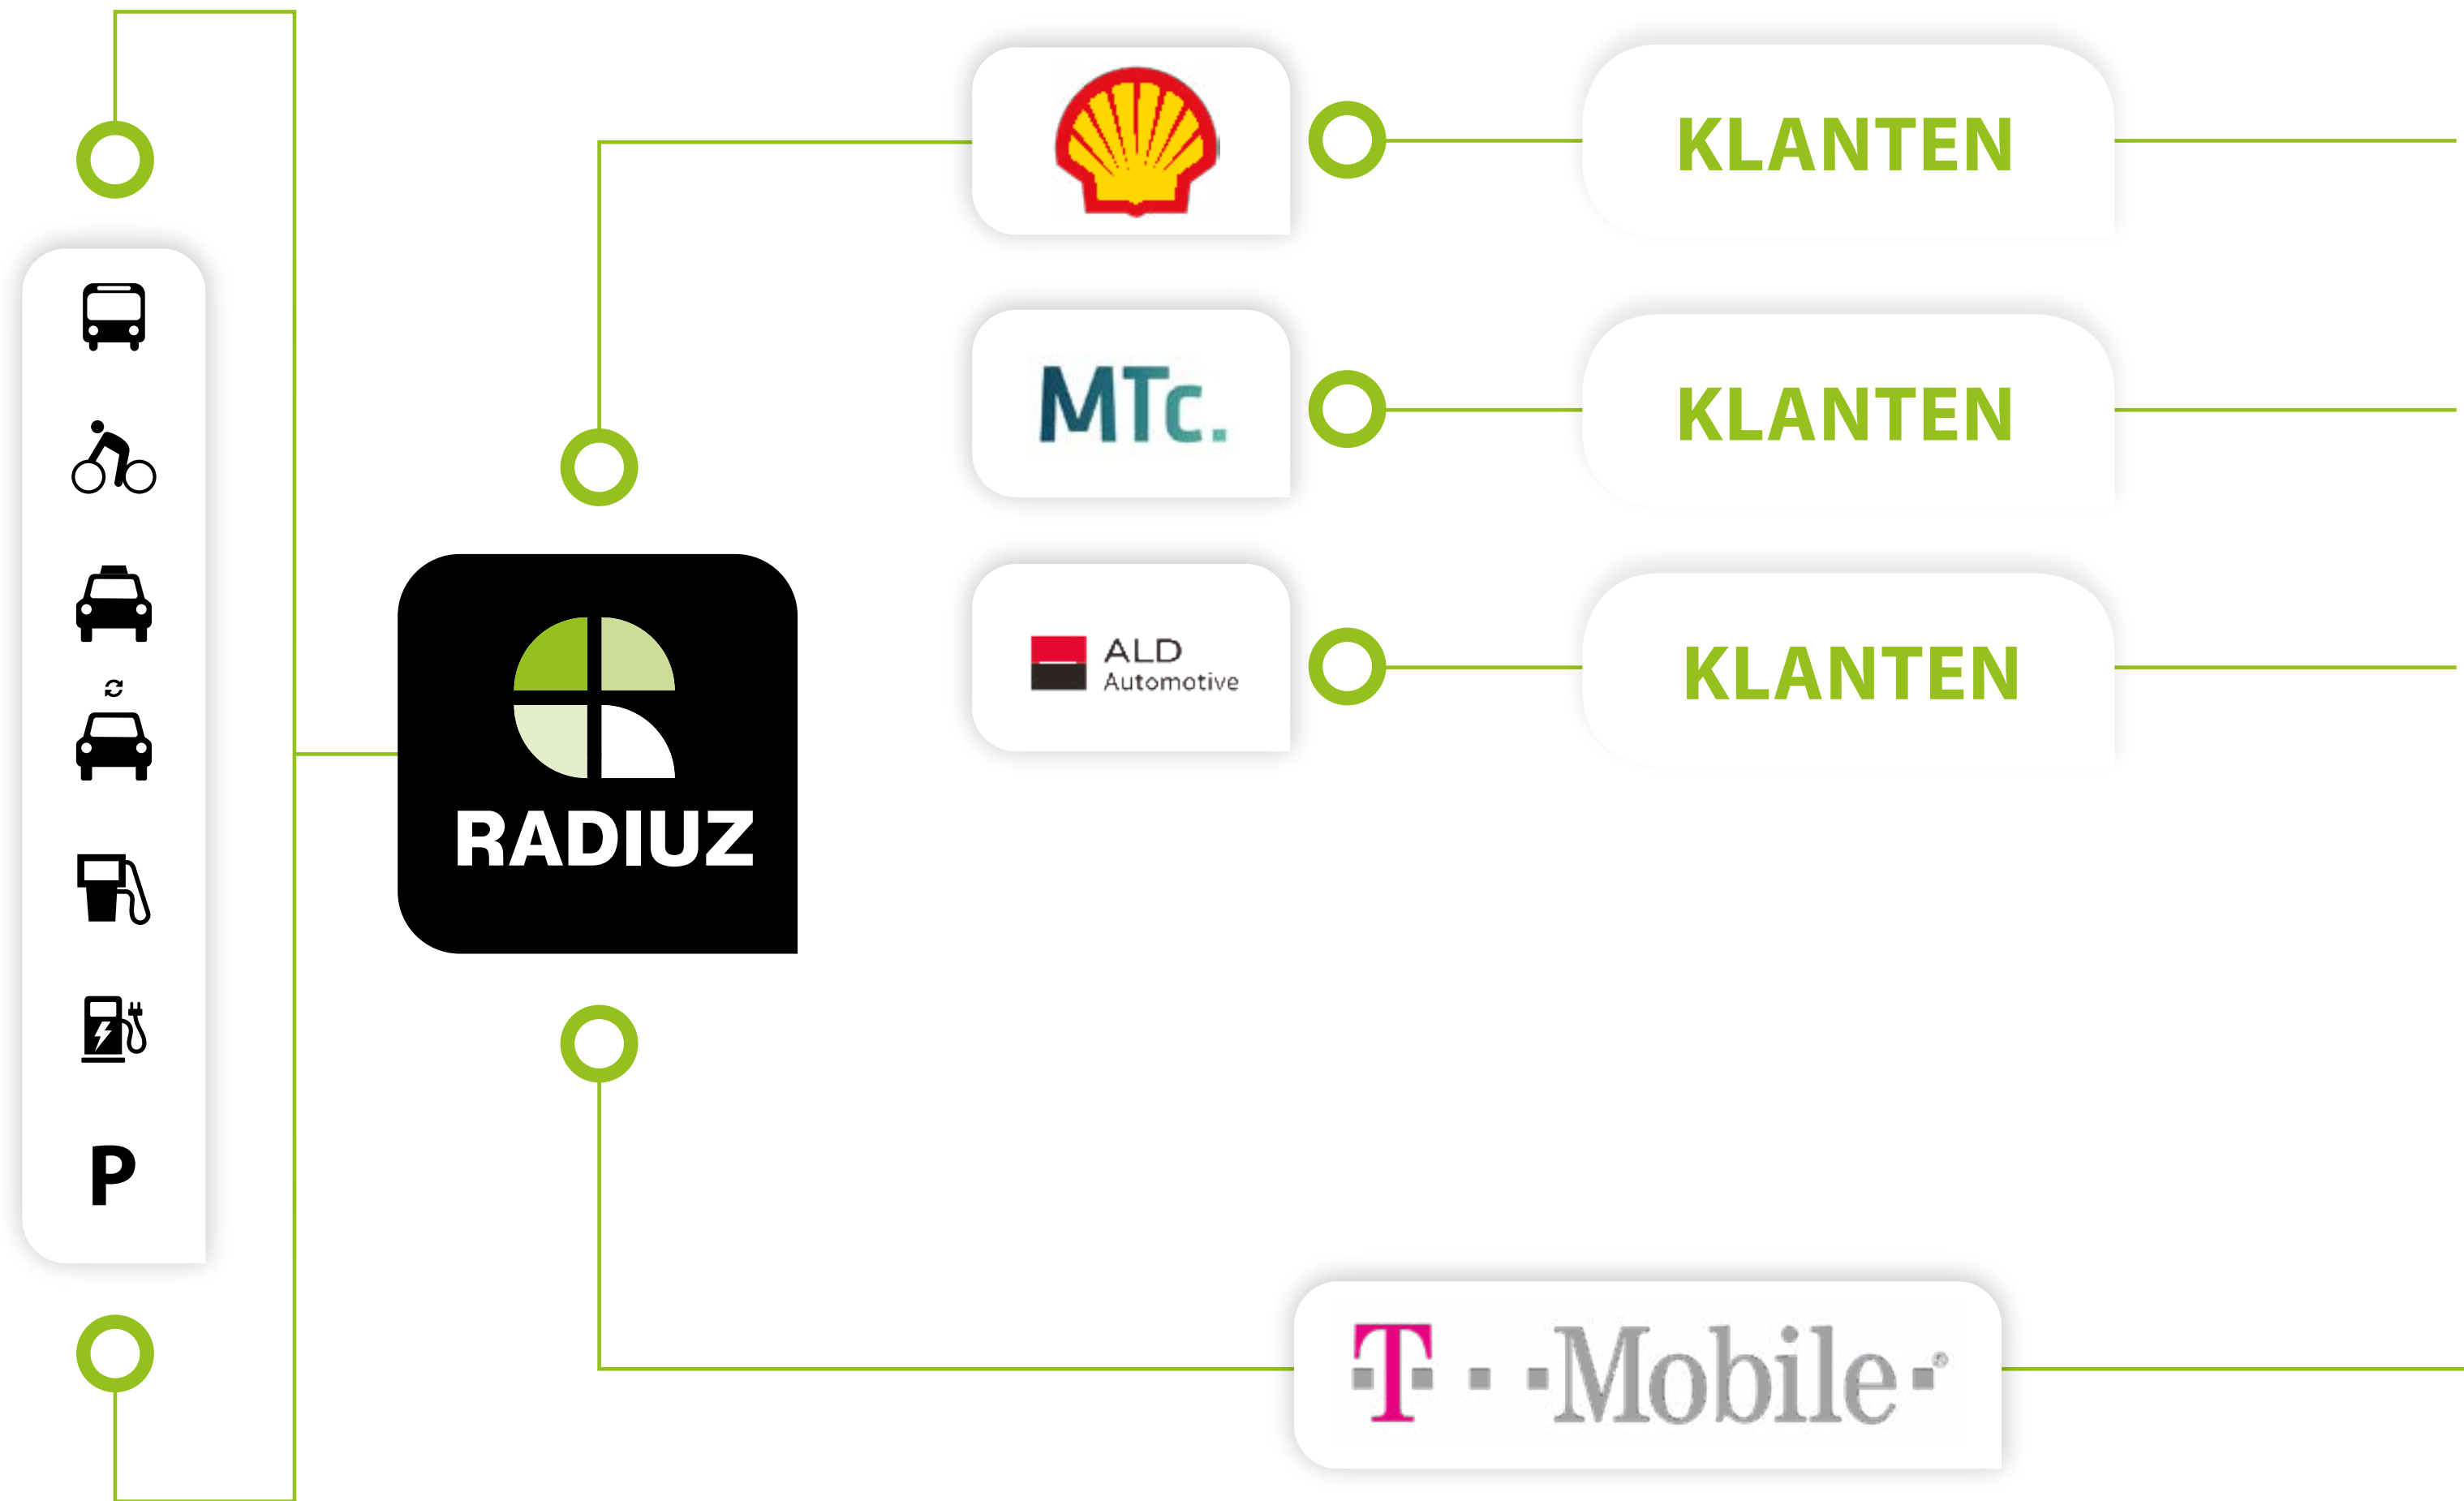 KLANTEN
MTc.
KLANTEN
ALD
Automotive
KLANTEN
RADIUZ
P
T··Mobile·®